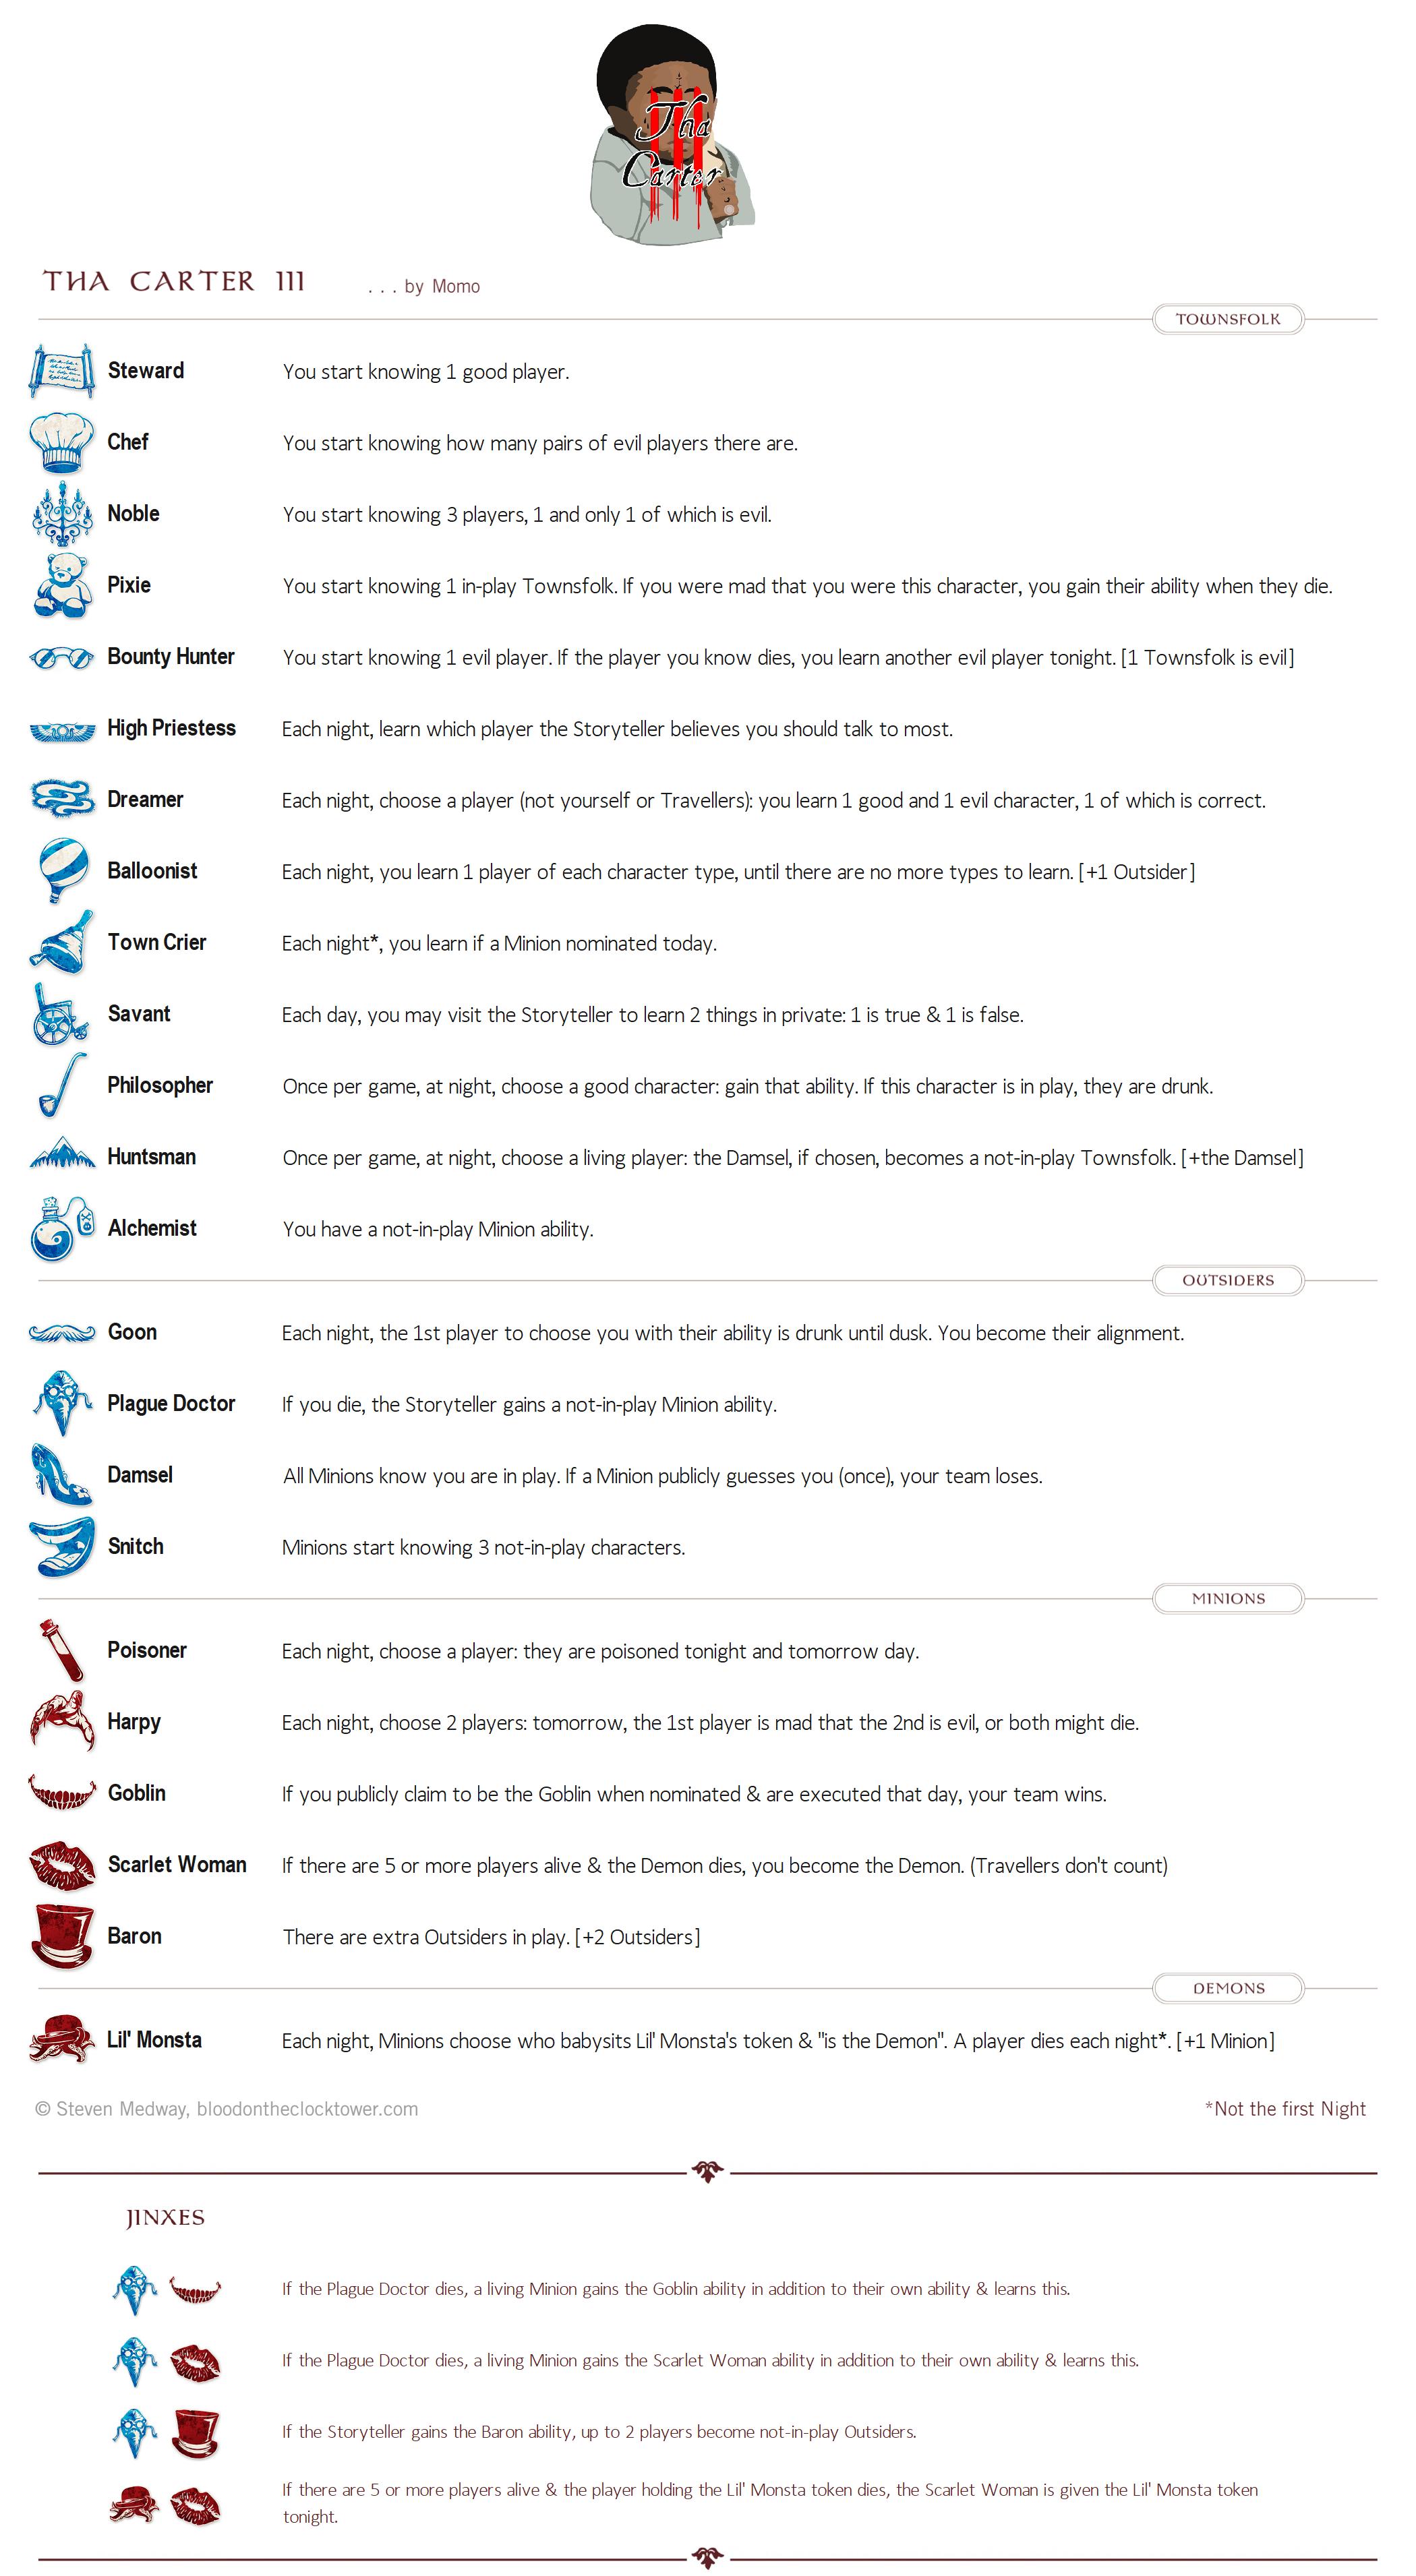 Tha
Carter
THA CARTER III . . . by Momo
TOWNSFOLK
Steward You start knowing 1 good player.
Chef You start knowing how many pairs of evil players there are.
Noble You start knowing 3 players, 1 and only 1 of which is evil.
Pixie You start knowing 1 in-play Townsfolk. If you were mad that you were this character, you gain their ability when they die.
Bounty Hunter You start knowing 1 evil player. If the player you know dies, you learn another evil player tonight. [1 Townsfolk is evil]
High Priestess Each night, learn which player the Storyteller believes you should talk to most.
Dreamer Each night, choose a player (not yourself or Travellers): you learn 1 good and 1 evil character, 1 of which is correct.
Balloonist Each night, you learn 1 player of each character type, until there are no more types to learn. [+1 Outsider]
Town Crier Each night*, you learn if a Minion nominated today.
Savant Each day, you may visit the Storyteller to learn 2 things in private: 1 is true & 1 is false.
Philosopher Once per game, at night, choose a good character: gain that ability. If this character is in play, they are drunk.
Huntsman Once per game, at night, choose a living player: the Damsel, if chosen, becomes a not-in-play Townsfolk. [+the Damsel]
Alchemist You have a not-in-play Minion ability.
OUTSIDERS
Goon Each night, the 1st player to choose you with their ability is drunk until dusk. You become their alignment.
Plague Doctor If you die, the Storyteller gains a not-in-play Minion ability.
Damsel All Minions know you are in play. If a Minion publicly guesses you (once), your team loses.
Snitch Minions start knowing 3 not-in-play characters.
MINIONS
Poisoner Each night, choose a player: they are poisoned tonight and tomorrow day.
Harpy Each night, choose 2 players: tomorrow, the 1st player is mad that the 2nd is evil, or both might die.
Goblin If you publicly claim to be the Goblin when nominated & are executed that day, your team wins.
Scarlet Woman If there are 5 or more players alive & the Demon dies, you become the Demon. (Travellers don't count)
Baron There are extra Outsiders in play. [+2 Outsiders]
DEMONS
Lil' Monsta Each night, Minions choose who babysits Lil' Monsta's token & "is the Demon". A player dies each night*. [+1 Minion]
© Steven Medway, bloodontheclocktower.com *Not the first Night
JINXES
If the Plague Doctor dies, a living Minion gains the Goblin ability in addition to their own ability & learns this.
If the Plague Doctor dies, a living Minion gains the Scarlet Woman ability in addition to their own ability & learns this.
If the Storyteller gains the Baron ability, up to 2 players become not-in-play Outsiders.
If there are 5 or more players alive & the player holding the Lil' Monsta token dies, the Scarlet Woman is given the Lil' Monsta token
tonight.